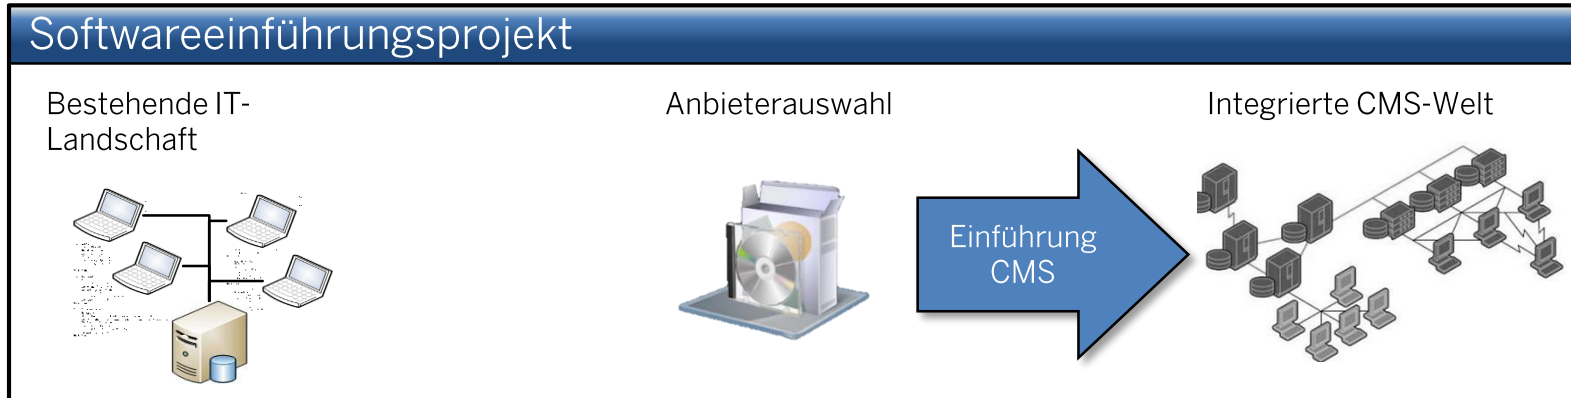 Softwareeinführungsprojekt
Bestehende IT-
Landschaft
Anbieterauswahl
Integrierte CMS-Welt
Einführung
CMS